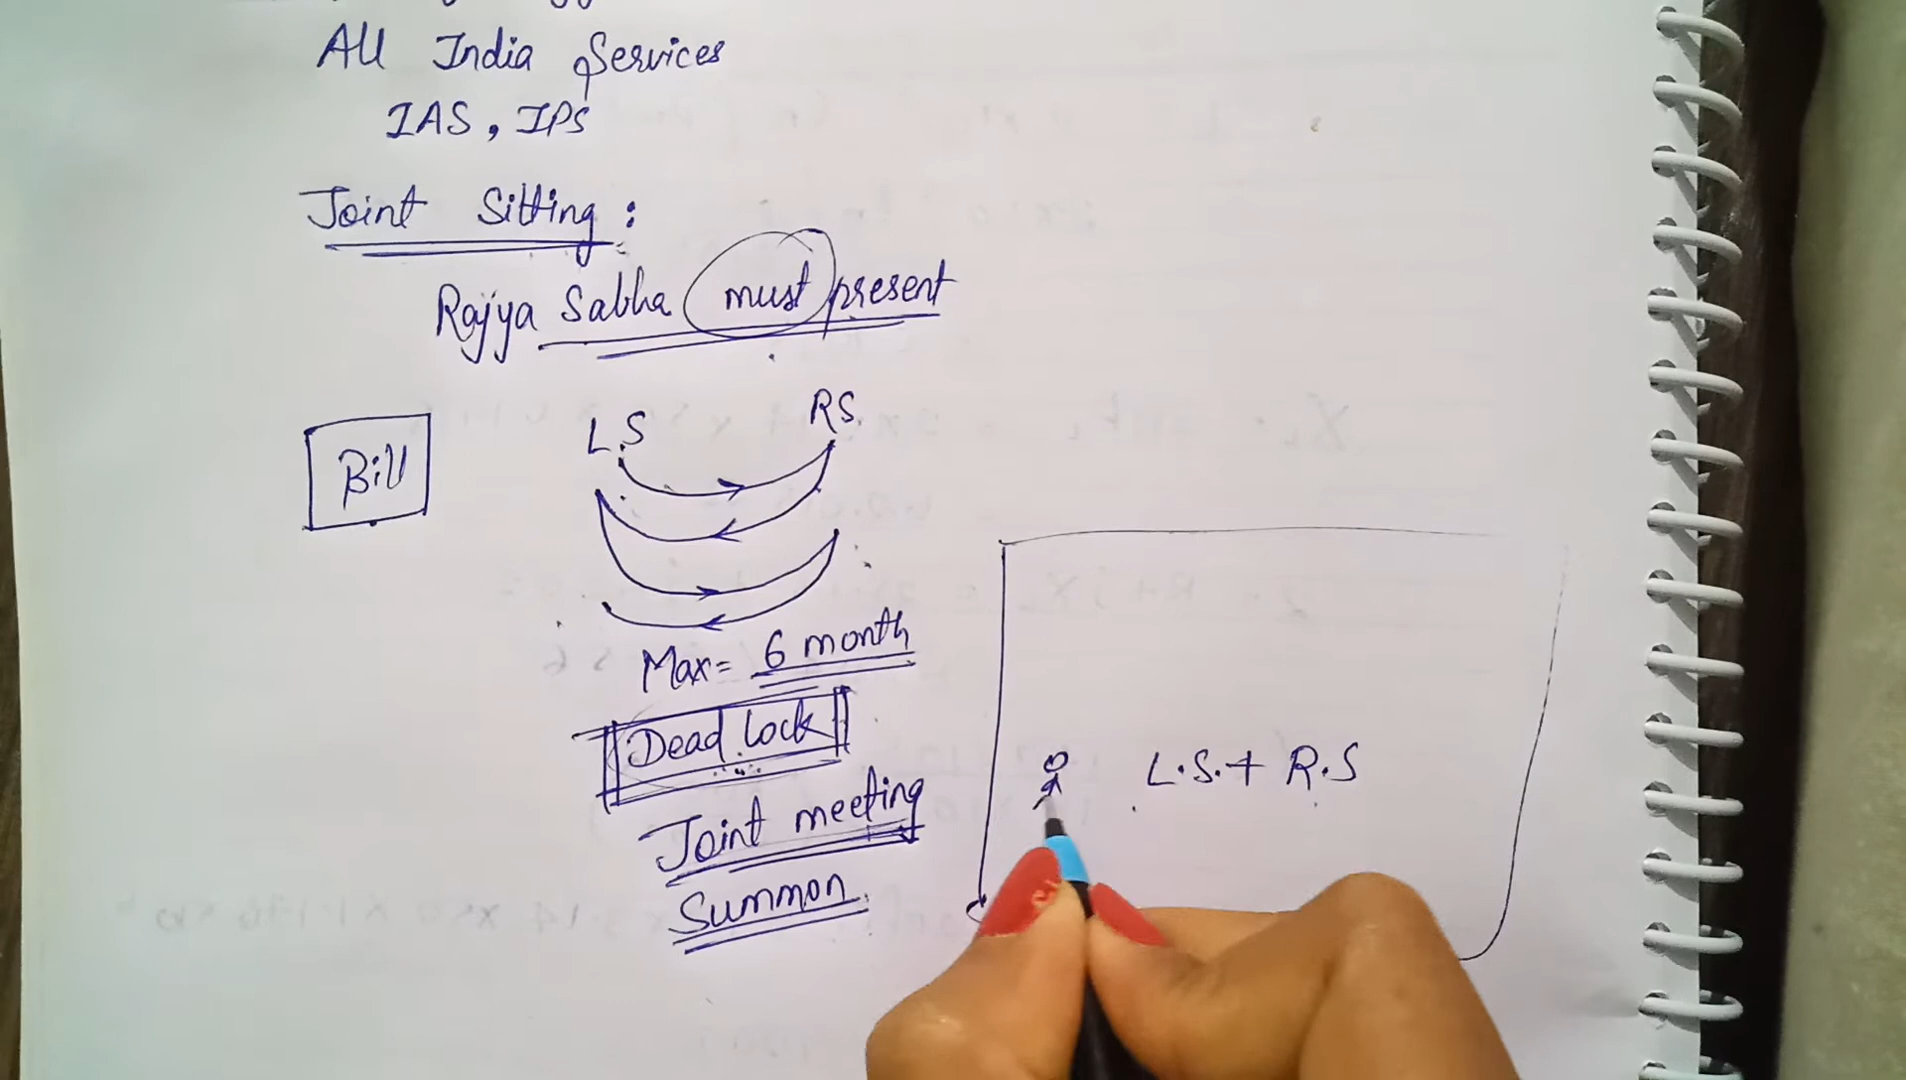 All India Services
IAS, IPS
Joint Sitting:
Rajya Sabha must present
Bill
L.S
RS.
Max= 6 month
Dead lock
Joint meeting
Summon.
L.S.+ R.S